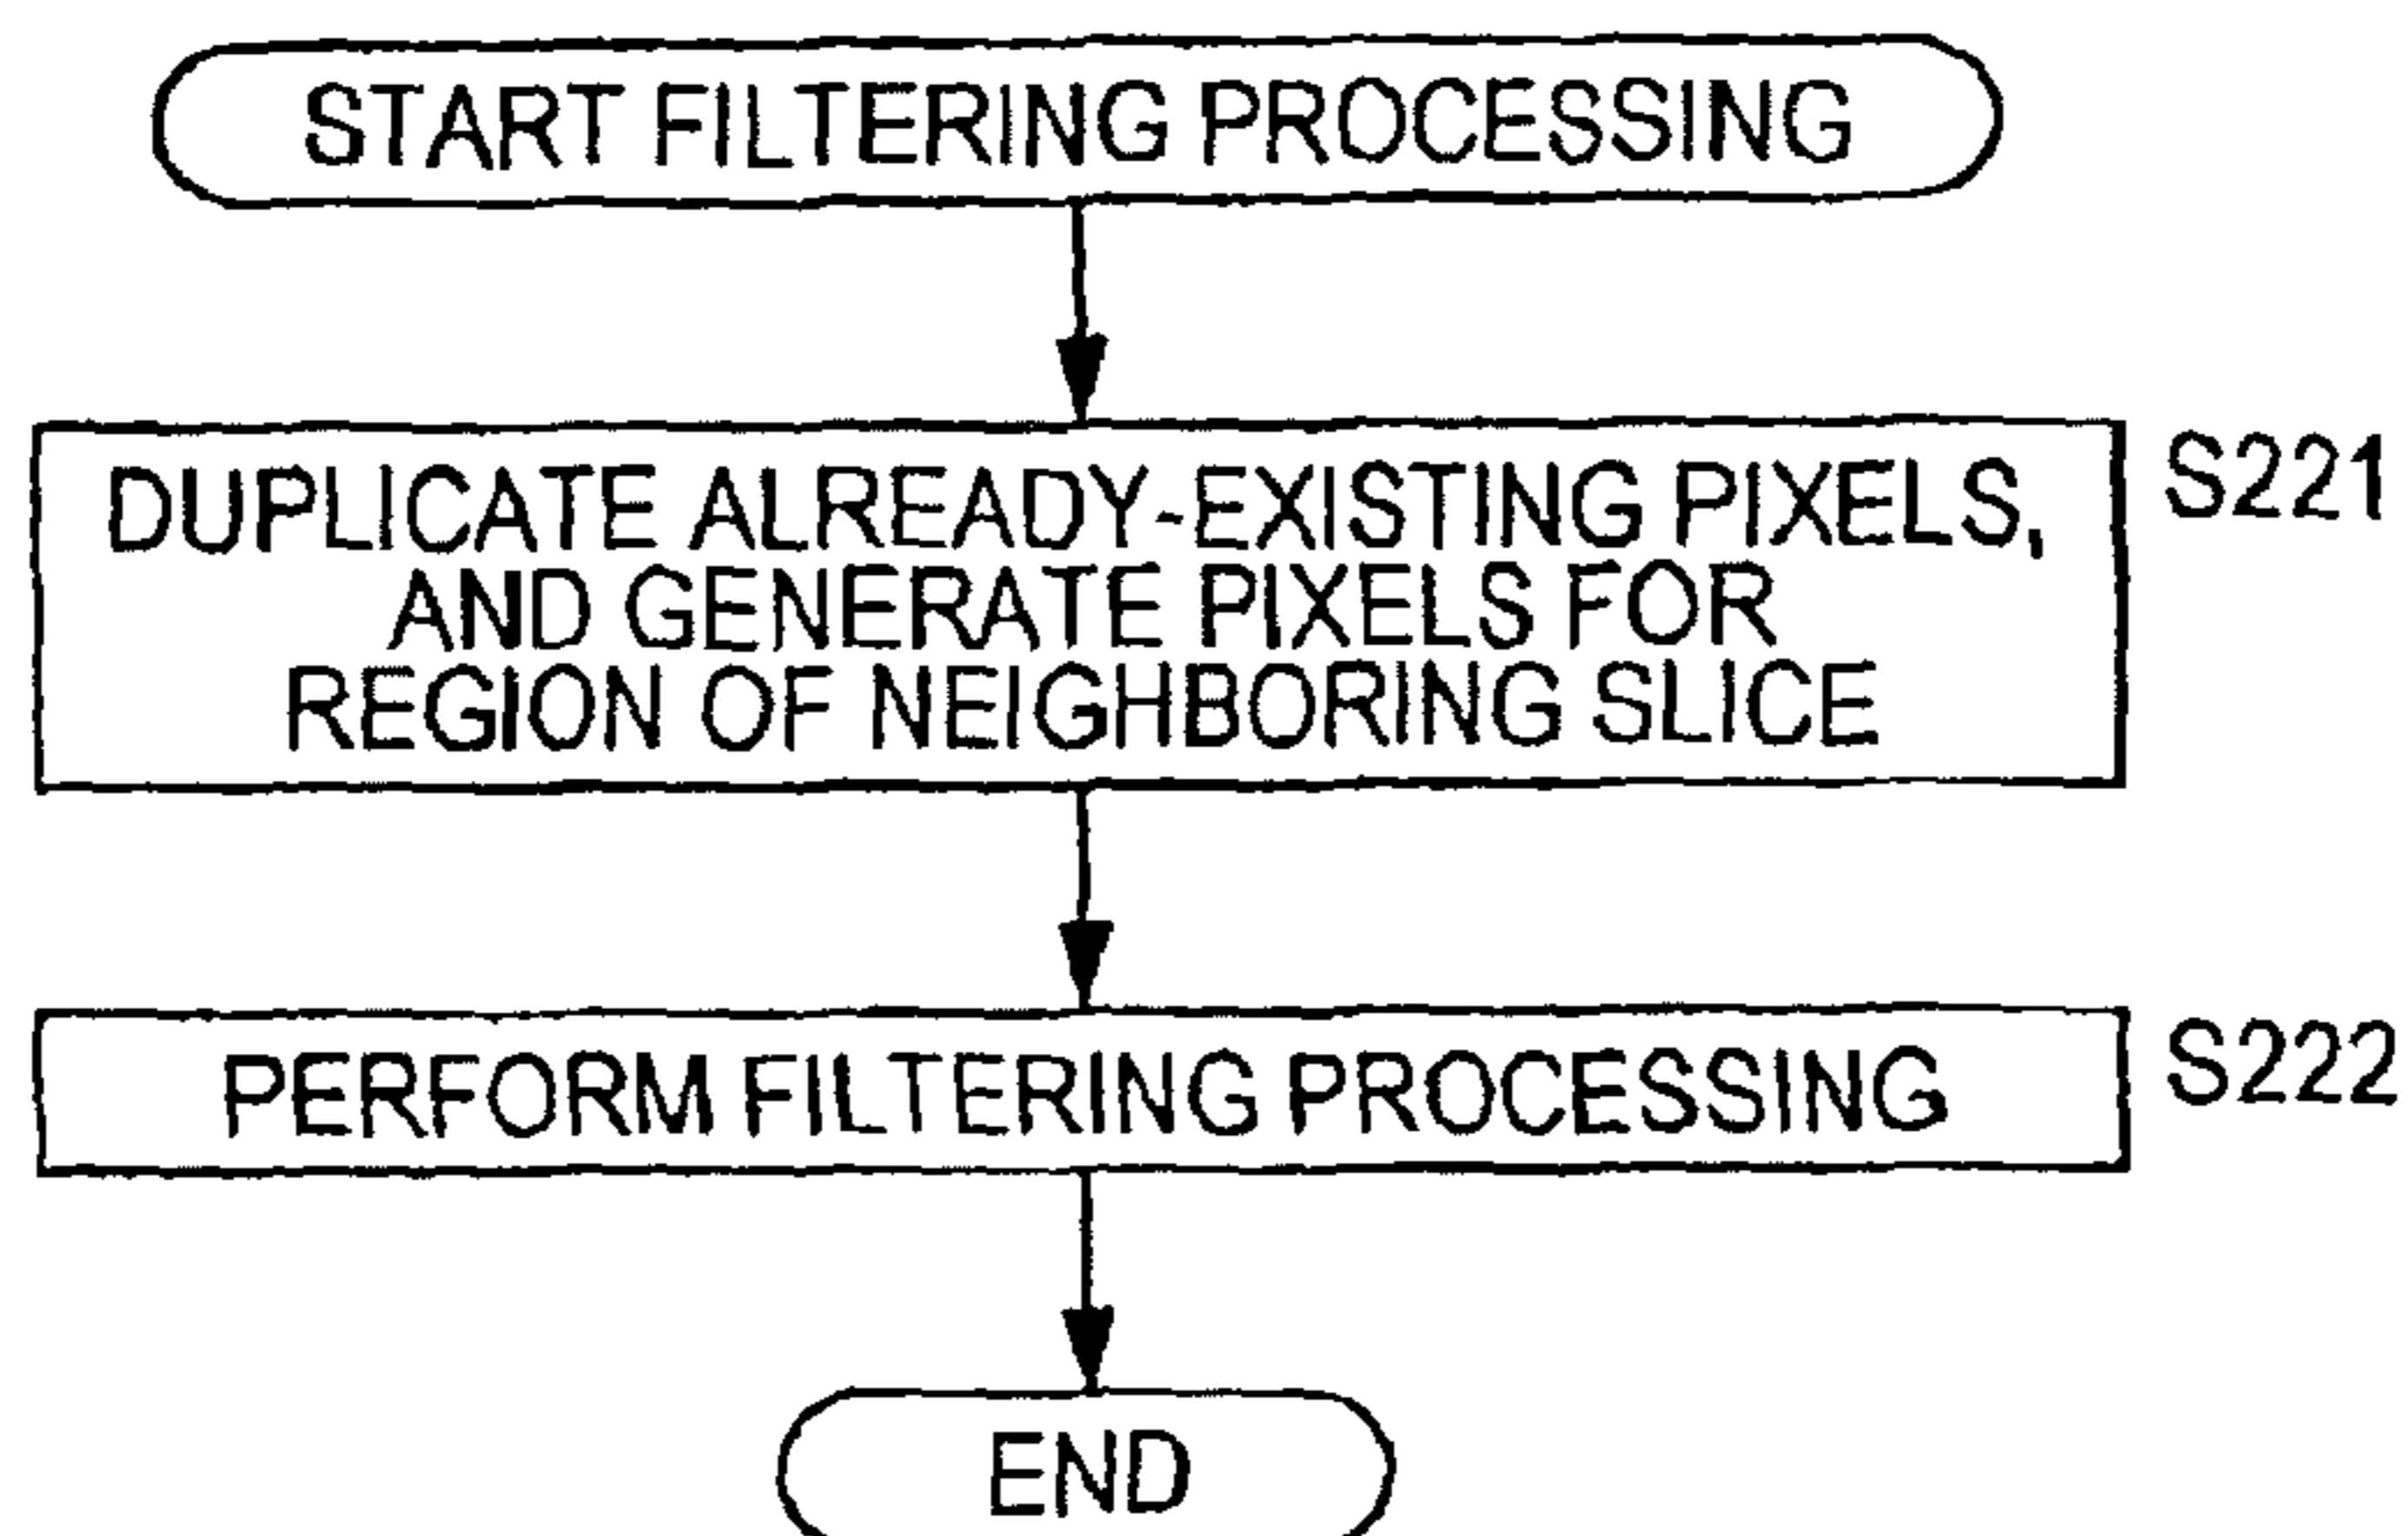 START FILTERING PROCESSING
DUPLICATE ALREADY-EXISTING PIXELS,
AND GENERATE PIXELS FOR
REGION OF NEIGHBORING SLICE
S221
PERFORM FILTERING PROCESSING
S222
END